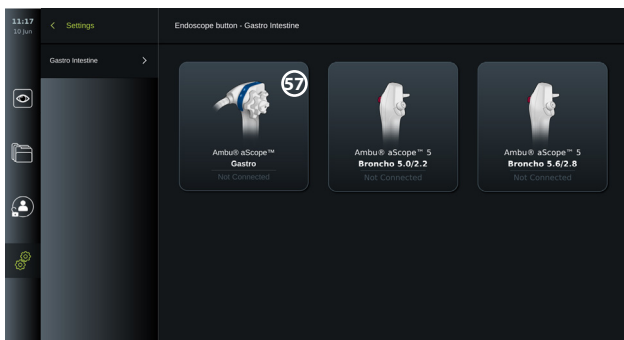 11:17
10 Jun
Settings
Endoscope button - Gastro Intestine
Gastro Intestine
57
Ambu® aScope™
Gastro
Not Connected
Ambu® aScope™ 5
Broncho 5.0/2.2
Not Connected
Ambu® aScope™ 5
Broncho 5.6/2.8
Not Connected